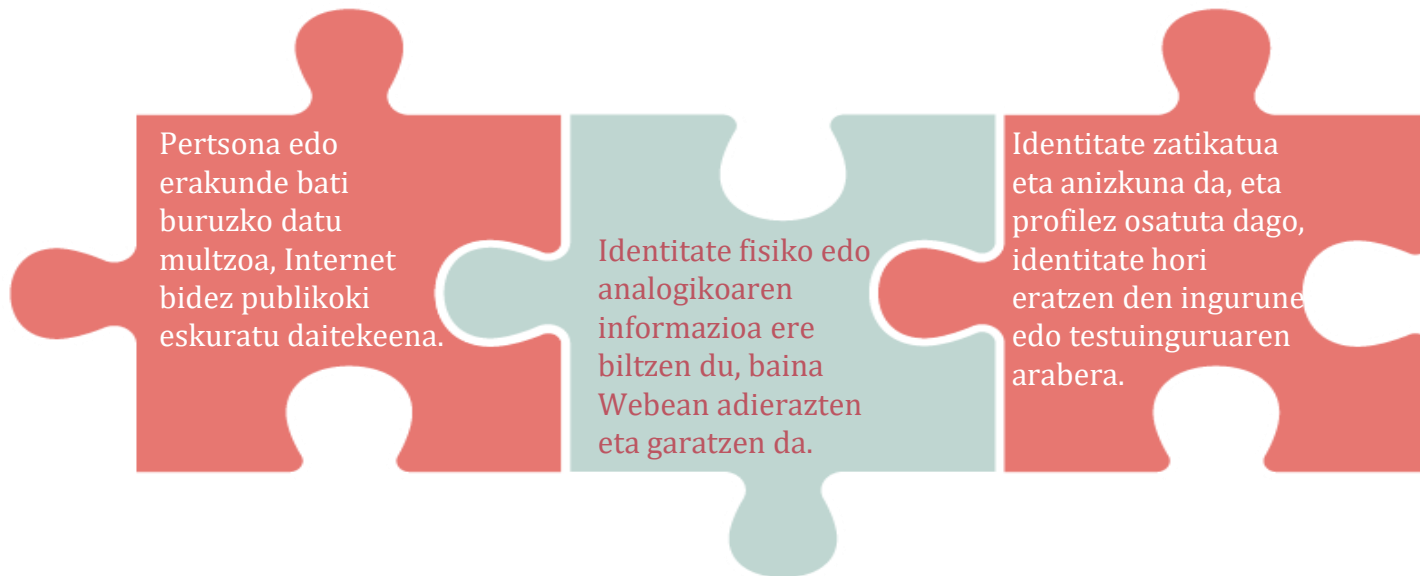 Pertsona edo
erakunde bati
buruzko datu
multzoa, Internet
bidez publikoki
eskuratu daitekeena.
Identitate fisiko edo
analogikoaren
informazioa ere
biltzen du, baina
Webean adierazten
eta garatzen da.
Identitate zatikatua
eta anizkuna da, eta
profilez osatuta dago,
identitate hori
eratzen den ingurune
edo testuinguruaren
arabera.